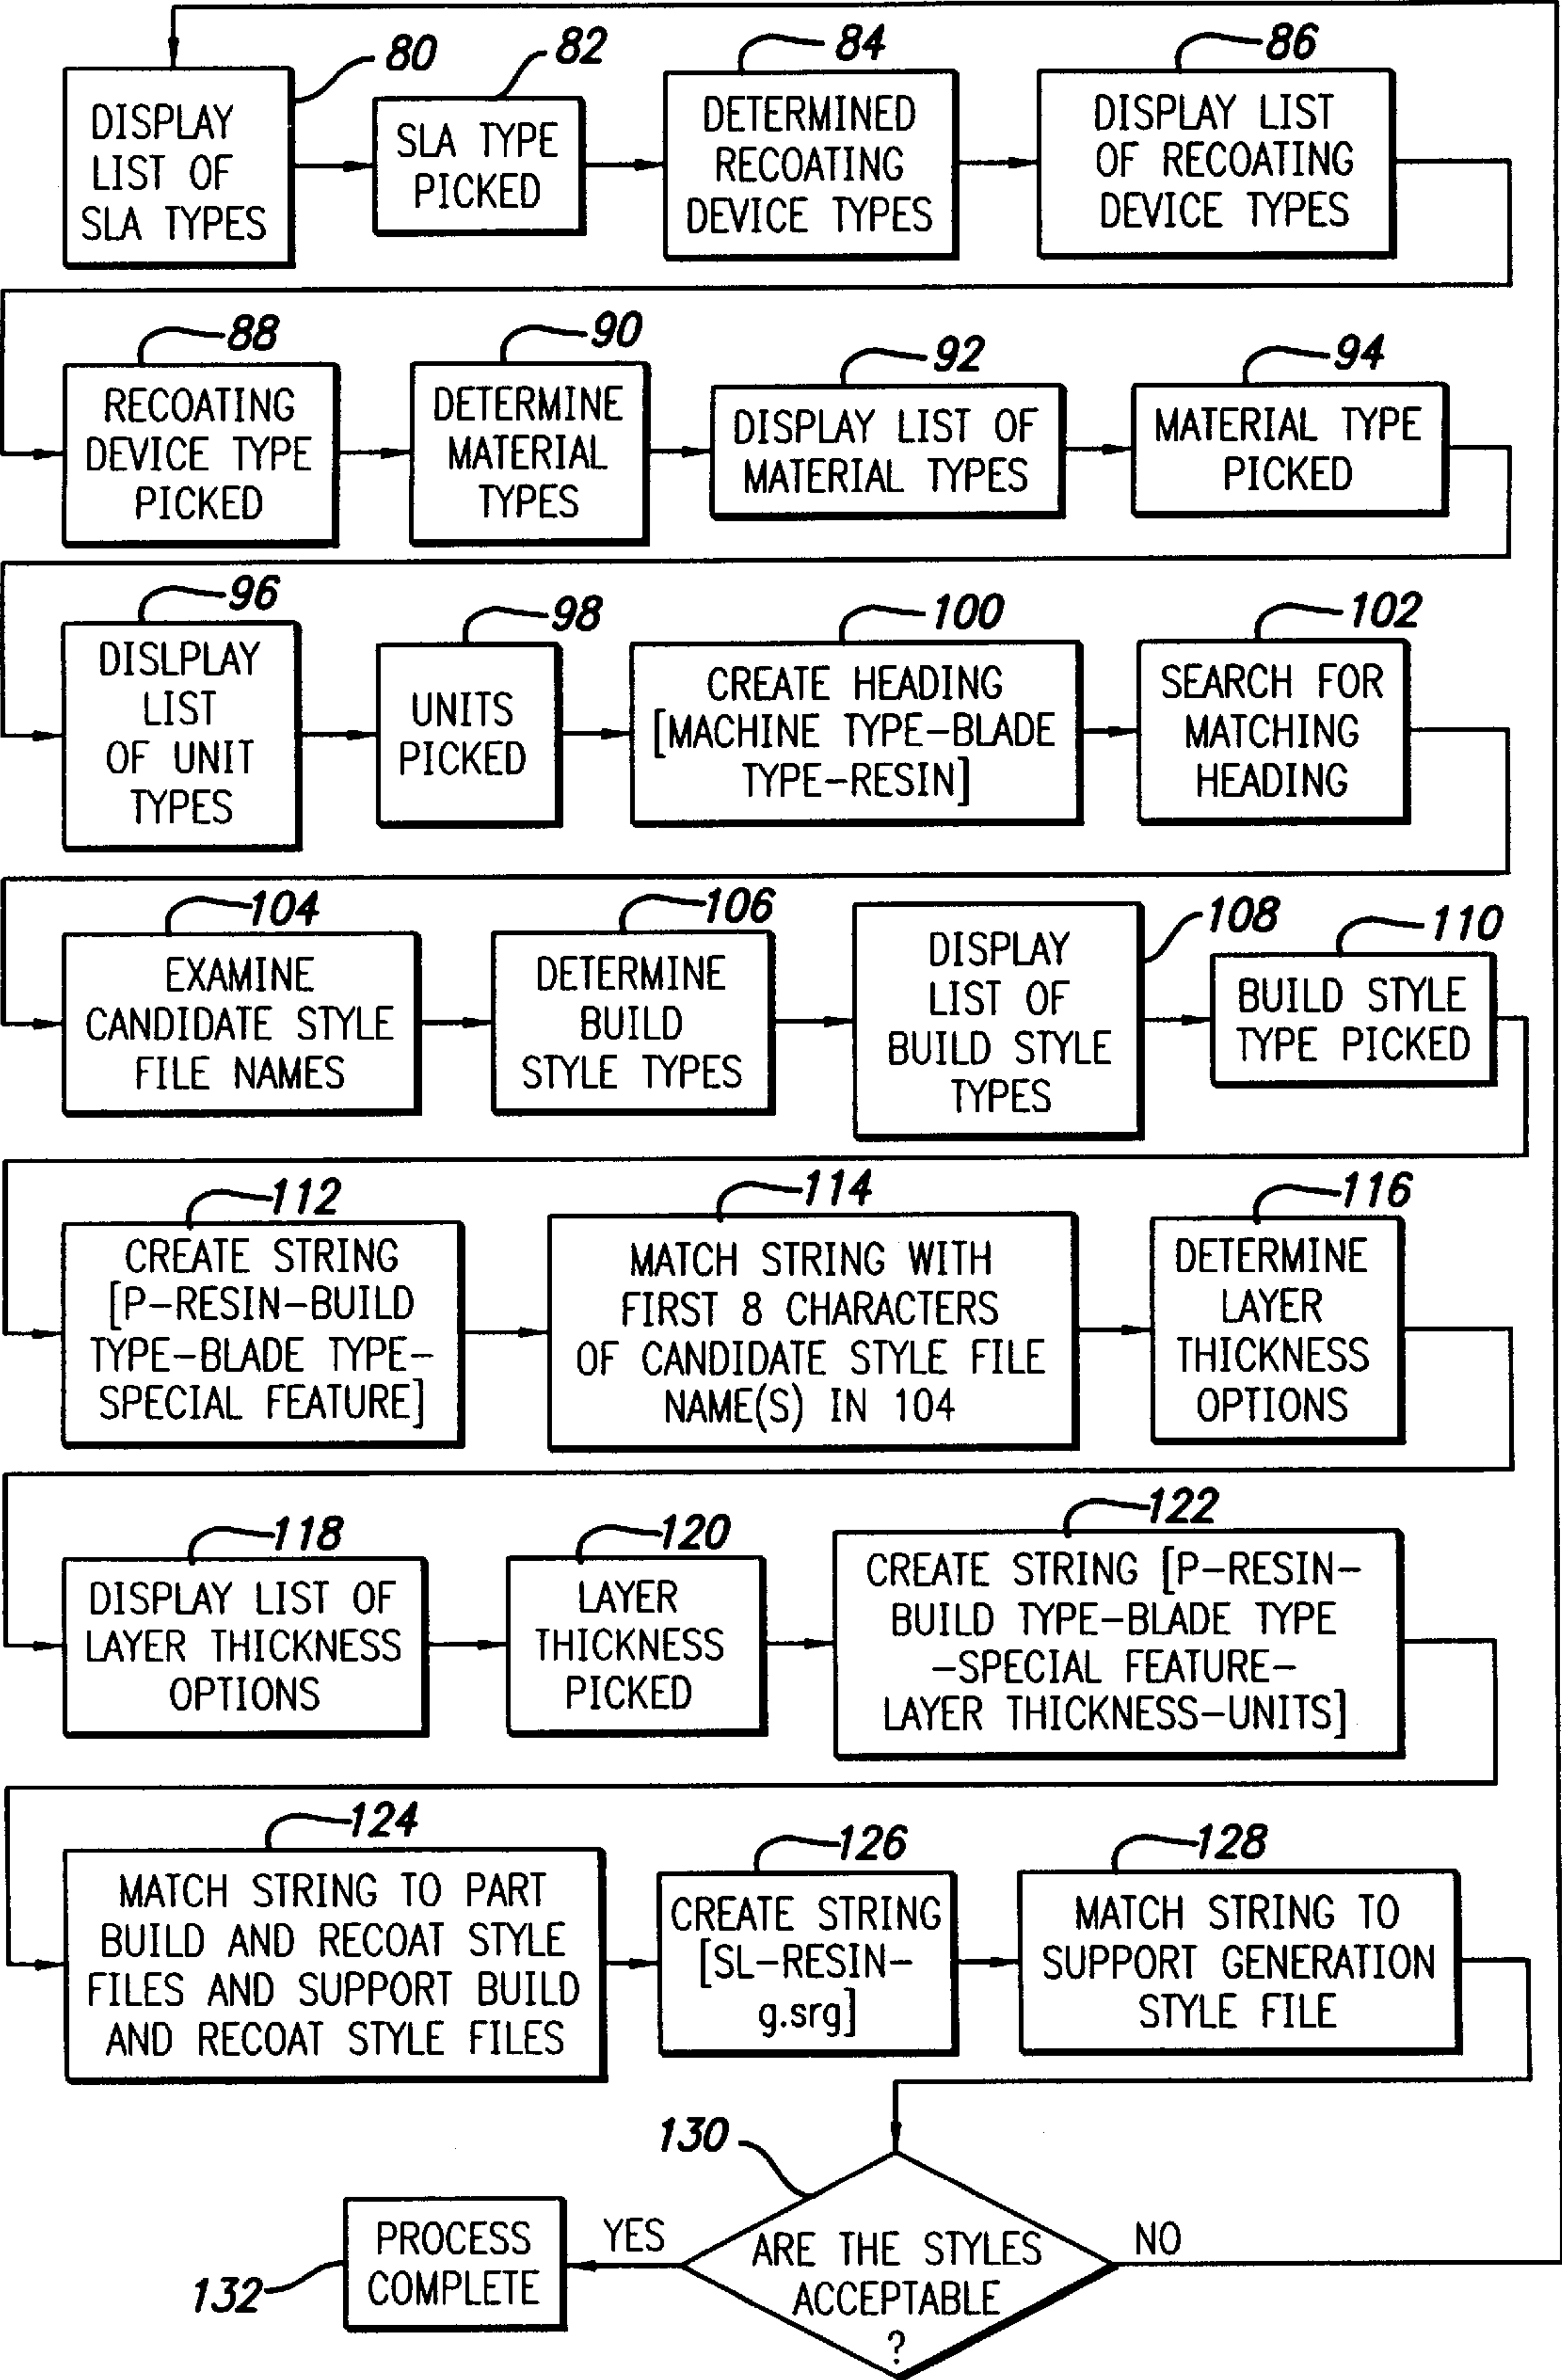 80
DISPLAY
LIST OF
SLA TYPES
82
SLA TYPE
PICKED
84
DETERMINED
RECOATING
DEVICE TYPES
86
DISPLAY LIST
OF RECOATING
DEVICE TYPES
88
RECOATING
DEVICE TYPE
PICKED
90
DETERMINE
MATERIAL
TYPES
92
DISPLAY LIST OF
MATERIAL TYPES
94
MATERIAL TYPE
PICKED
96
DISLPLAY
LIST
OF UNIT
TYPES
98
UNITS
PICKED
100
CREATE HEADING
[MACHINE TYPE-BLADE
TYPE-RESIN]
102
SEARCH FOR
MATCHING
HEADING
104
EXAMINE
CANDIDATE STYLE
FILE NAMES
106
DETERMINE
BUILD
STYLE TYPES
108
DISPLAY
LIST OF
BUILD STYLE
TYPES
110
BUILD STYLE
TYPE PICKED
112
CREATE STRING
[P-RESIN-BUILD
TYPE-BLADE TYPE-
SPECIAL FEATURE]
114
MATCH STRING WITH
FIRST 8 CHARACTERS
OF CANDIDATE STYLE FILE
NAME(S) IN 104
116
DETERMINE
LAYER
THICKNESS
OPTIONS
118
DISPLAY LIST OF
LAYER THICKNESS
OPTIONS
120
LAYER
THICKNESS
PICKED
122
CREATE STRING [P-RESIN-
BUILD TYPE-BLADE TYPE
-SPECIAL FEATURE-
LAYER THICKNESS-UNITS]
124
MATCH STRING TO PART
BUILD AND RECOAT STYLE
FILES AND SUPPORT BUILD
AND RECOAT STYLE FILES
126
CREATE STRING
[SL-RESIN-
g.srg]
128
MATCH STRING TO
SUPPORT GENERATION
STYLE FILE
130
ARE THE STYLES
ACCEPTABLE
?
YES
NO
132
PROCESS
COMPLETE